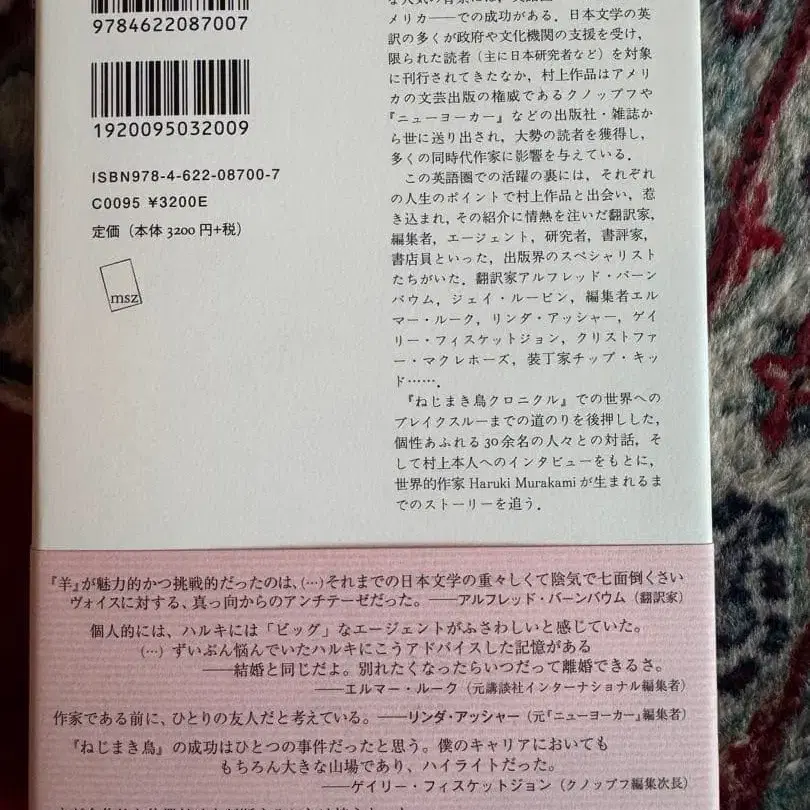 9784622087007
1920095032009
ISBN978-4-622-08700-7
C0095 ¥3200E
定価（本体3200円+税）
msz
メリカ――での成功がある．日本文学の英
訳の多くが政府や文化機関の支援を受け，
限られた読者（主に日本研究者など）を対象
に刊行されてきたなか，村上作品はアメリ
カの文芸出版の権威であるクノップフや
『ニューヨーカー』などの出版社・雑誌か
ら世に送り出され，大勢の読者を獲得し，
多くの同時代作家に影響を与えている．
この英語圏での活躍の裏には，それぞれ
の人生のポイントで村上作品と出会い，惹
き込まれ，その紹介に情熱を注いだ翻訳家，
編集者，エージェント，研究者，書評家，
書店員といった，出版界のスペシャリスト
たちがいた．翻訳家アルフレッド・バーン
バウム，ジェイ・ルービン，編集者エル
マー・ルーク，リンダ・アッシャー，ゲイ
リー・フィスケットジョン，クリストファ
ー・マクレホーズ，装丁家チップ・キッ
ド……．
『ねじまき鳥クロニクル』での世界への
ブレイクスルーまでの道のりを後押しした，
個性あふれる30余名の人々との対話，そ
して村上本人へのインタビューをもとに，
世界的作家 Haruki Murakami が生まれるま
でのストーリーを追う．
『羊』が魅力的かつ挑戦的だったのは、(…)それまでの日本文学の重々しくて陰気で七面倒くさい
ヴォイスに対する、真っ向からのアンチテーゼだった。――アルフレッド・バーンバウム（翻訳家）
個人的には、ハルキには「ビッグ」なエージェントがふさわしいと感じていた。
(…) ずいぶん悩んでいたハルキにこうアドバイスした記憶がある
――結婚と同じだよ。別れたくなったらいつだって離婚できるさ。
――エルマー・ルーク（元講談社インターナショナル編集者）
作家である前に、ひとりの友人だと考えている。――リンダ・アッシャー（元『ニューヨーカー』編集者）
『ねじまき鳥』の成功はひとつの事件だったと思う。僕のキャリアにおいても
もちろん大きな山場であり、ハイライトだった。
――ゲイリー・フィスケットジョン（クノップフ編集次長）